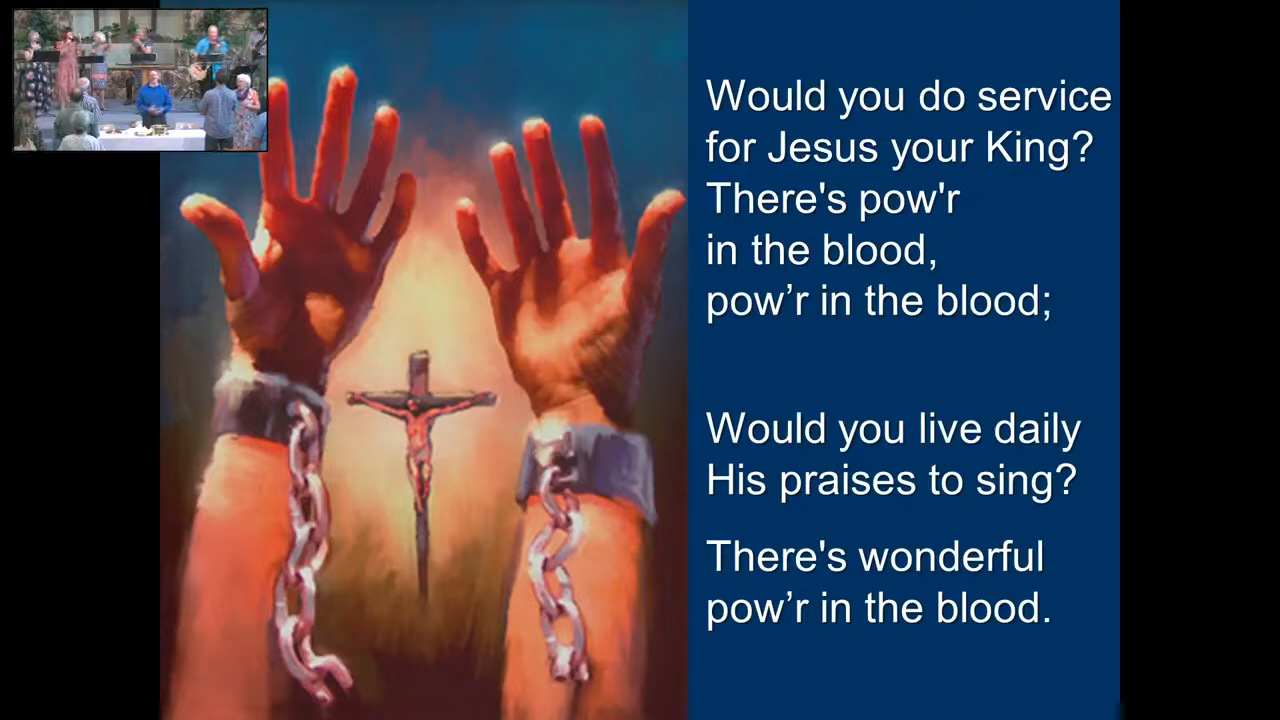 Would you do service
for Jesus your King?
There's pow'r
in the blood,
pow’r in the blood;
Would you live daily
His praises to sing?
There's wonderful
pow’r in the blood.